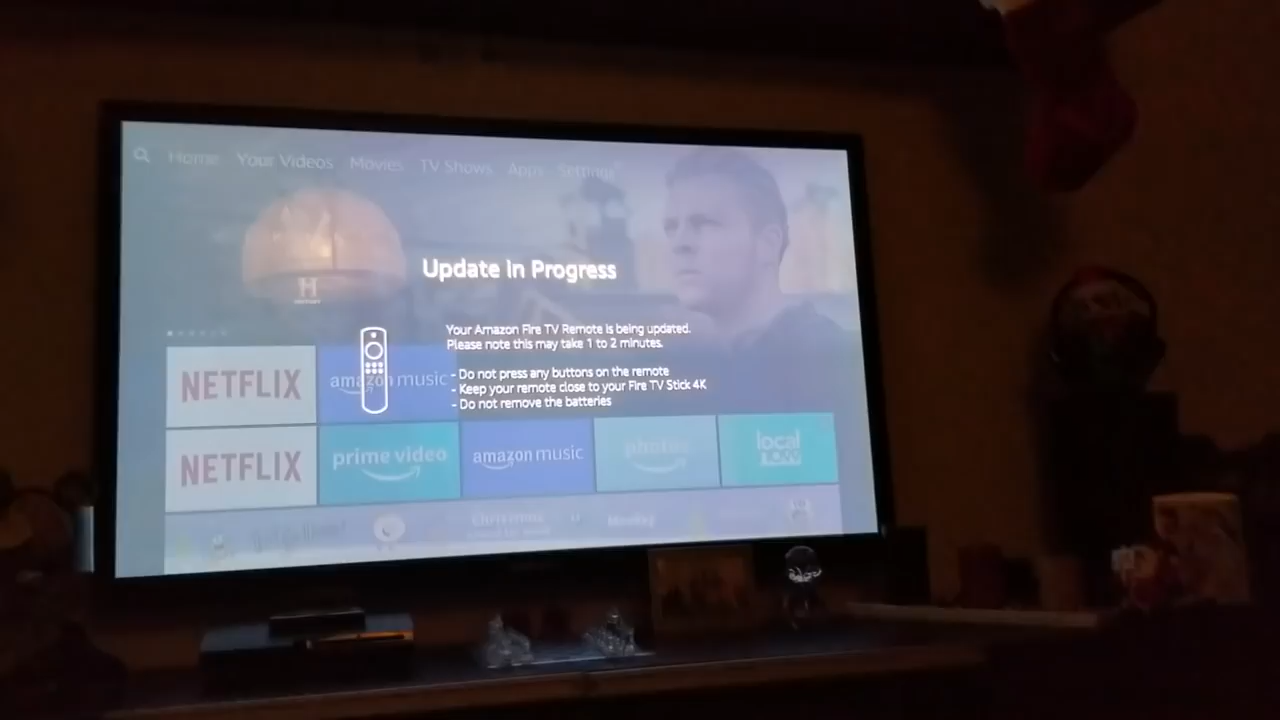 Home Your Videos Movies TV Shows Apps Settings
H
HISTORY
Update in Progress
Your Amazon Fire TV Remote is being updated.
Please note this may take 1 to 2 minutes.
- Do not press any buttons on the remote
- Keep your remote close to your Fire TV Stick 4K
- Do not remove the batteries
NETFLIX
amazon music
NETFLIX
prime video
amazon music
photos
local
now
Christmas